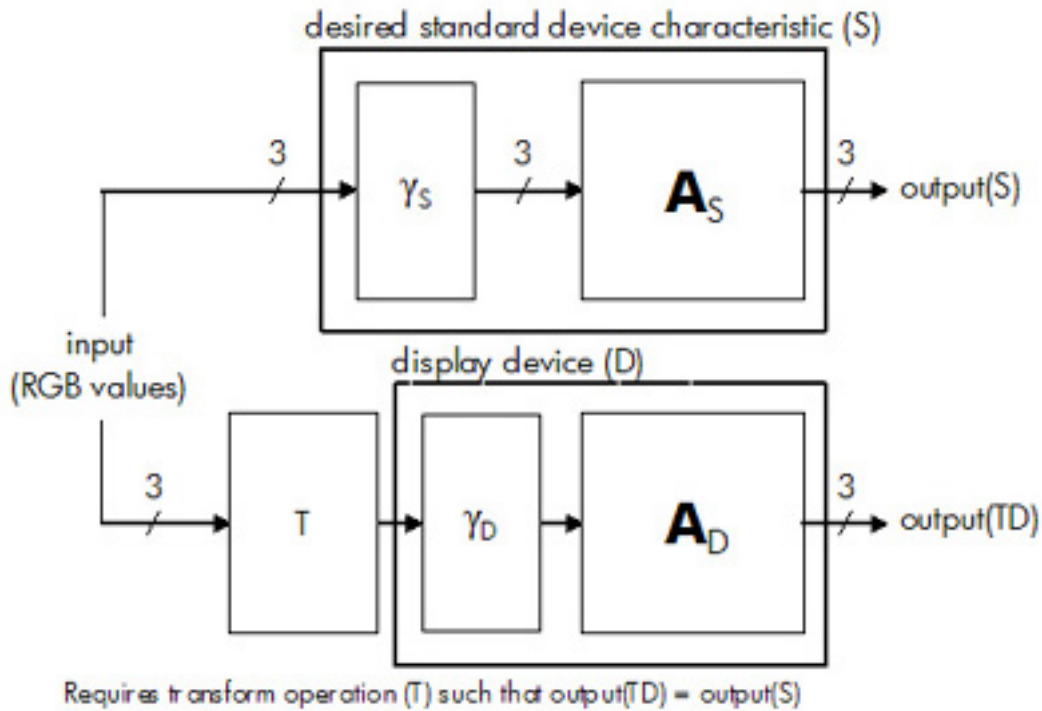 desired standard device characteristic (S)
3
γS
3
AS
3
output(S)
input
(RGB values)
display device (D)
3
T
γD
AD
3
output(TD)
Requires transform operation (T) such that output(TD) = output(S)